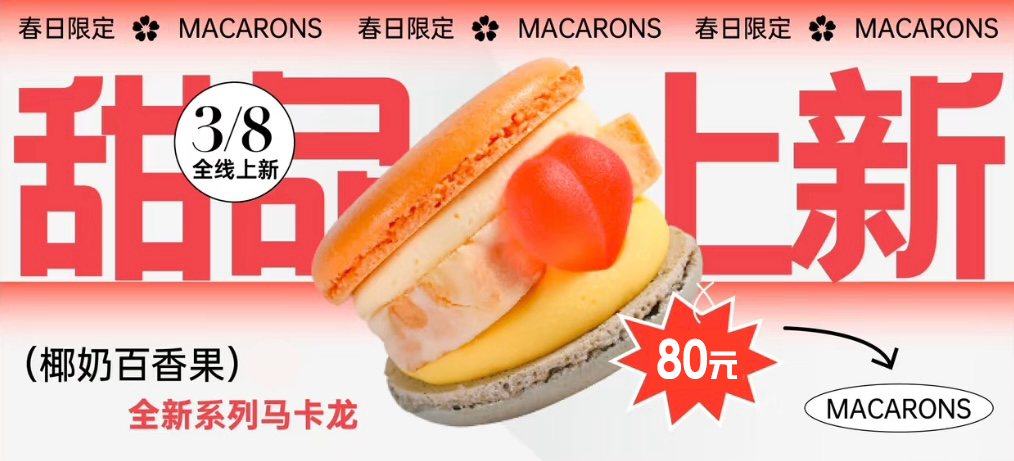 春日限定 MACARONS 春日限定 MACARONS 春日限定 MACARONS
甜品上新
3/8
全线上新
（椰奶百香果）
全新系列马卡龙
80元
MACARONS